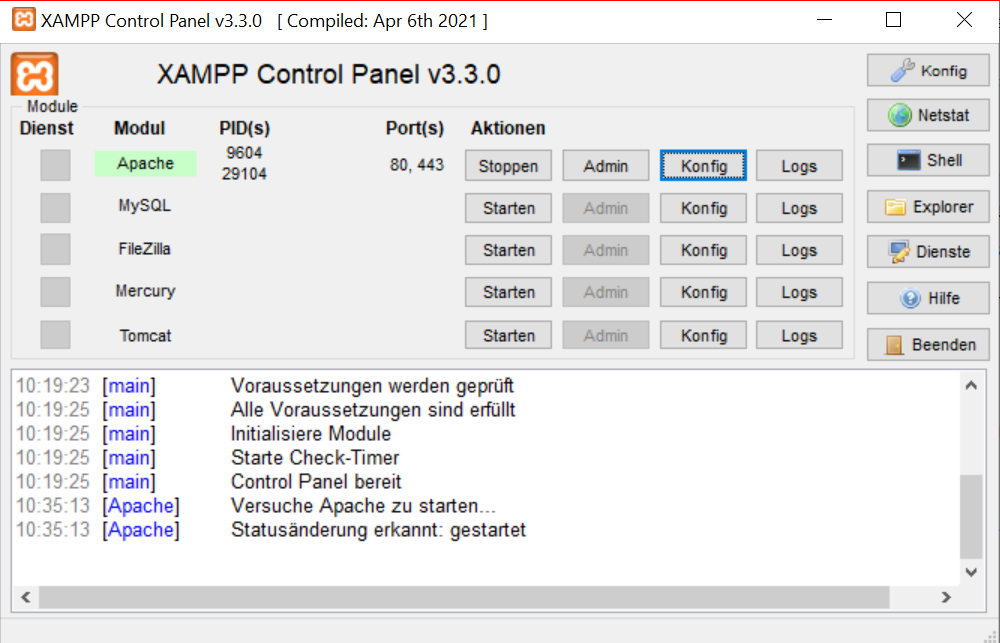 XAMPP Control Panel v3.3.0 [ Compiled: Apr 6th 2021 ]
XAMPP Control Panel v3.3.0
Konfig
Netstat
Shell
Explorer
Dienste
Hilfe
Beenden
Module
Dienst Modul PID(s) Port(s) Aktionen
Apache 9604 29104 80, 443 Stoppen Admin Konfig Logs
MySQL Starten Admin Konfig Logs
FileZilla Starten Admin Konfig Logs
Mercury Starten Admin Konfig Logs
Tomcat Starten Admin Konfig Logs
10:19:23 [main] Voraussetzungen werden geprüft
10:19:25 [main] Alle Voraussetzungen sind erfüllt
10:19:25 [main] Initialisiere Module
10:19:25 [main] Starte Check-Timer
10:19:25 [main] Control Panel bereit
10:35:13 [Apache] Versuche Apache zu starten...
10:35:13 [Apache] Statusänderung erkannt: gestartet